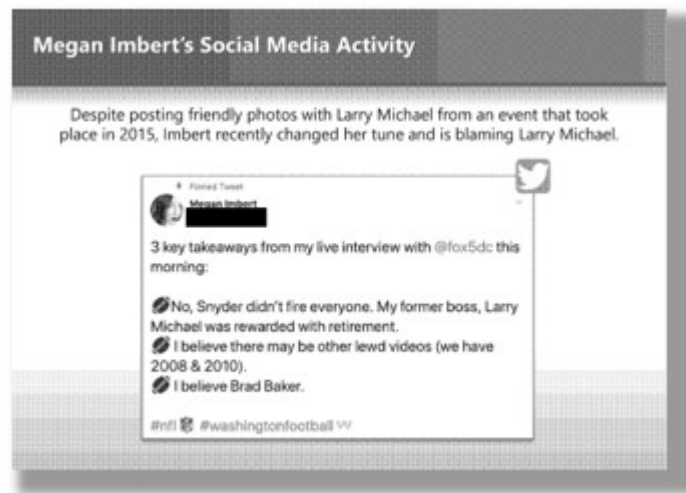 Megan Imbert's Social Media Activity
Despite posting friendly photos with Larry Michael from an event that took
place in 2015, Imbert recently changed her tune and is blaming Larry Michael.
Pinned Tweet
Megan Imbert
3 key takeaways from my live interview with @fox5dc this
morning:
🏈No, Snyder didn't fire everyone. My former boss, Larry
Michael was rewarded with retirement.
🏈 I believe there may be other lewd videos (we have
2008 & 2010).
🏈 I believe Brad Baker.
#nfl #washingtonfootball